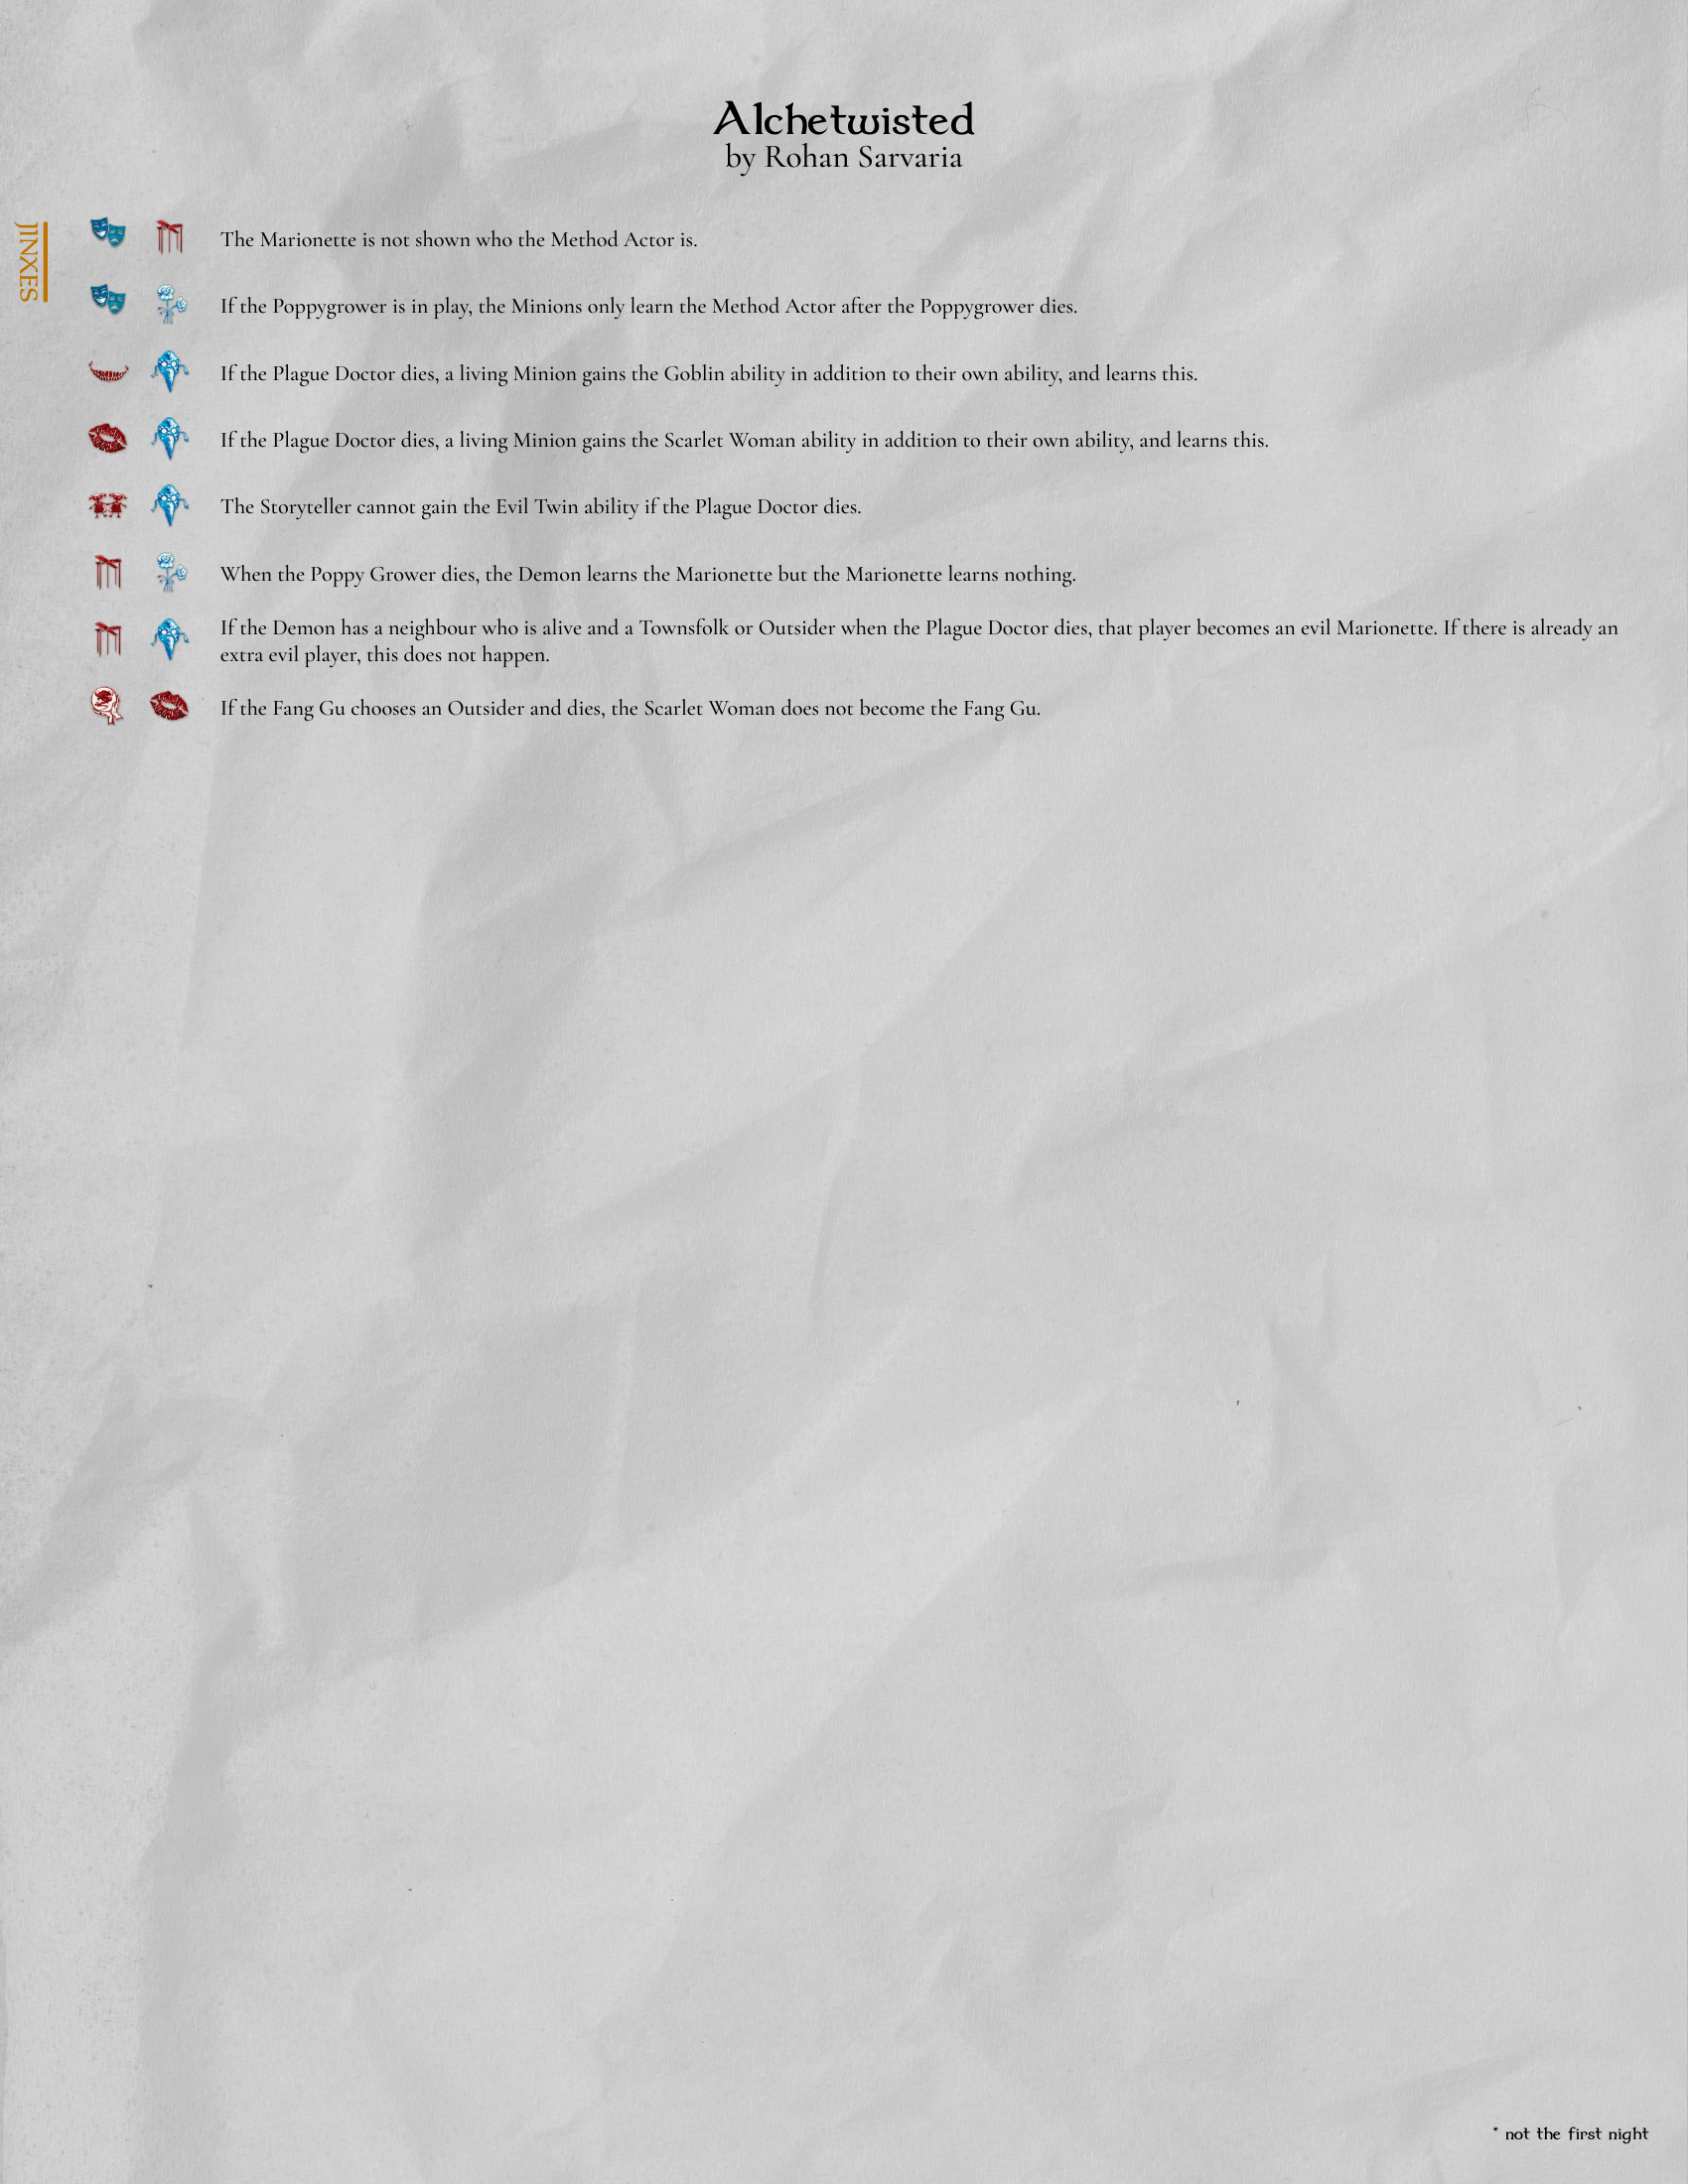 Alchetwisted
by Rohan Sarvaria
JINXES
The Marionette is not shown who the Method Actor is.
If the Poppygrower is in play, the Minions only learn the Method Actor after the Poppygrower dies.
If the Plague Doctor dies, a living Minion gains the Goblin ability in addition to their own ability, and learns this.
If the Plague Doctor dies, a living Minion gains the Scarlet Woman ability in addition to their own ability, and learns this.
The Storyteller cannot gain the Evil Twin ability if the Plague Doctor dies.
When the Poppy Grower dies, the Demon learns the Marionette but the Marionette learns nothing.
If the Demon has a neighbour who is alive and a Townsfolk or Outsider when the Plague Doctor dies, that player becomes an evil Marionette. If there is already an
extra evil player, this does not happen.
If the Fang Gu chooses an Outsider and dies, the Scarlet Woman does not become the Fang Gu.
* not the first night